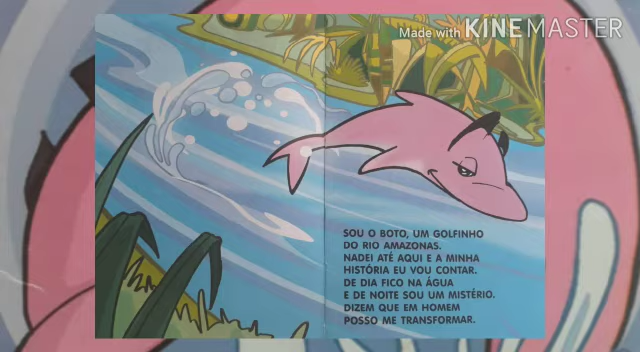 Made with KINEMASTER
SOU O BOTO, UM GOLFINHO
DO RIO AMAZONAS.
NADEI ATÉ AQUI E A MINHA
HISTÓRIA EU VOU CONTAR.
DE DIA FICO NA ÁGUA
E DE NOITE SOU UM MISTÉRIO.
DIZEM QUE EM HOMEM
POSSO ME TRANSFORMAR.